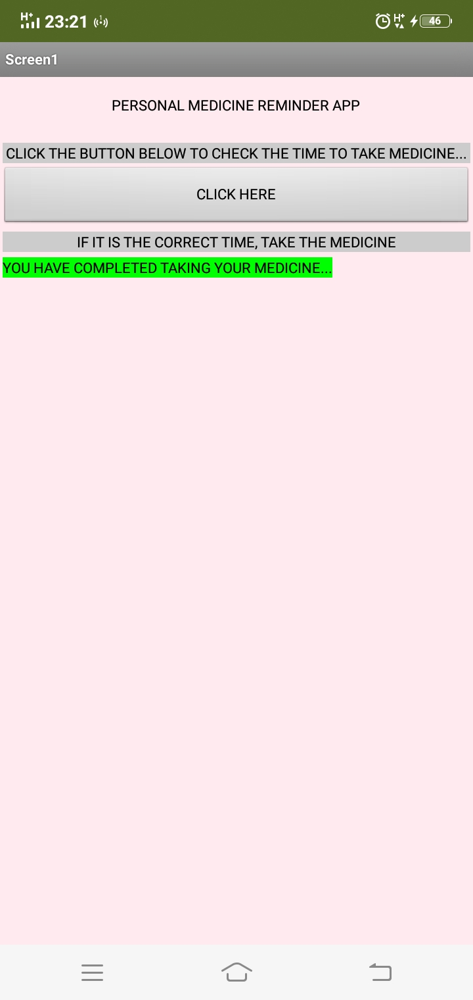 H+ 23:21 H+ 46
Screen1
PERSONAL MEDICINE REMINDER APP
CLICK THE BUTTON BELOW TO CHECK THE TIME TO TAKE MEDICINE...
CLICK HERE
IF IT IS THE CORRECT TIME, TAKE THE MEDICINE
YOU HAVE COMPLETED TAKING YOUR MEDICINE...